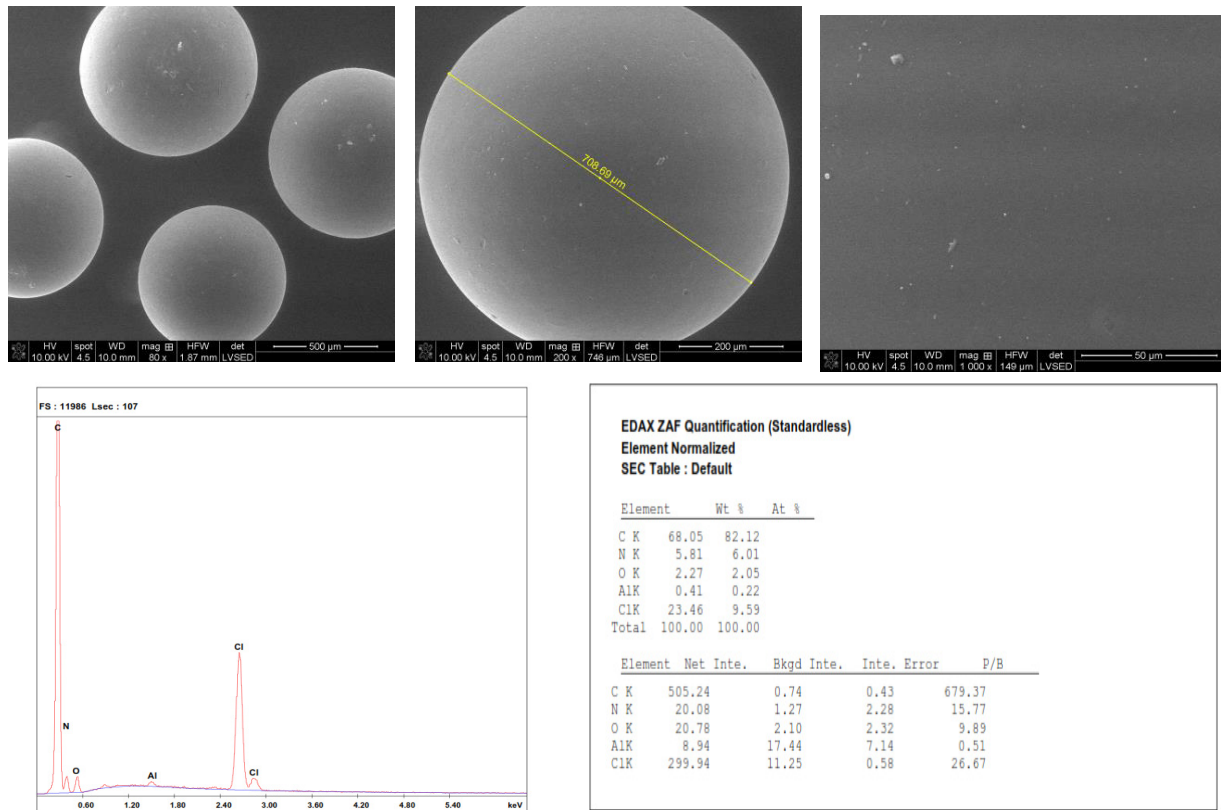 HV spot WD mag ⊞ HFW det
10.00 kV 4.5 10.0 mm 80 x 1.87 mm LVSED
500 µm
708.69 µm
HV spot WD mag ⊞ HFW det
10.00 kV 4.5 10.0 mm 200 x 746 µm LVSED
200 µm
HV spot WD mag ⊞ HFW det
10.00 kV 4.5 10.0 mm 1 000 x 149 µm LVSED
50 µm
FS : 11986 Lsec : 107
C
N
O
Al
Cl
Cl
0.60 1.20 1.80 2.40 3.00 3.60 4.20 4.80 5.40 keV
EDAX ZAF Quantification (Standardless)
Element Normalized
SEC Table : Default
Element Wt % At %
C K 68.05 82.12
N K 5.81 6.01
O K 2.27 2.05
AlK 0.41 0.22
ClK 23.46 9.59
Total 100.00 100.00
Element Net Inte. Bkgd Inte. Inte. Error P/B
C K 505.24 0.74 0.43 679.37
N K 20.08 1.27 2.28 15.77
O K 20.78 2.10 2.32 9.89
AlK 8.94 17.44 7.14 0.51
ClK 299.94 11.25 0.58 26.67